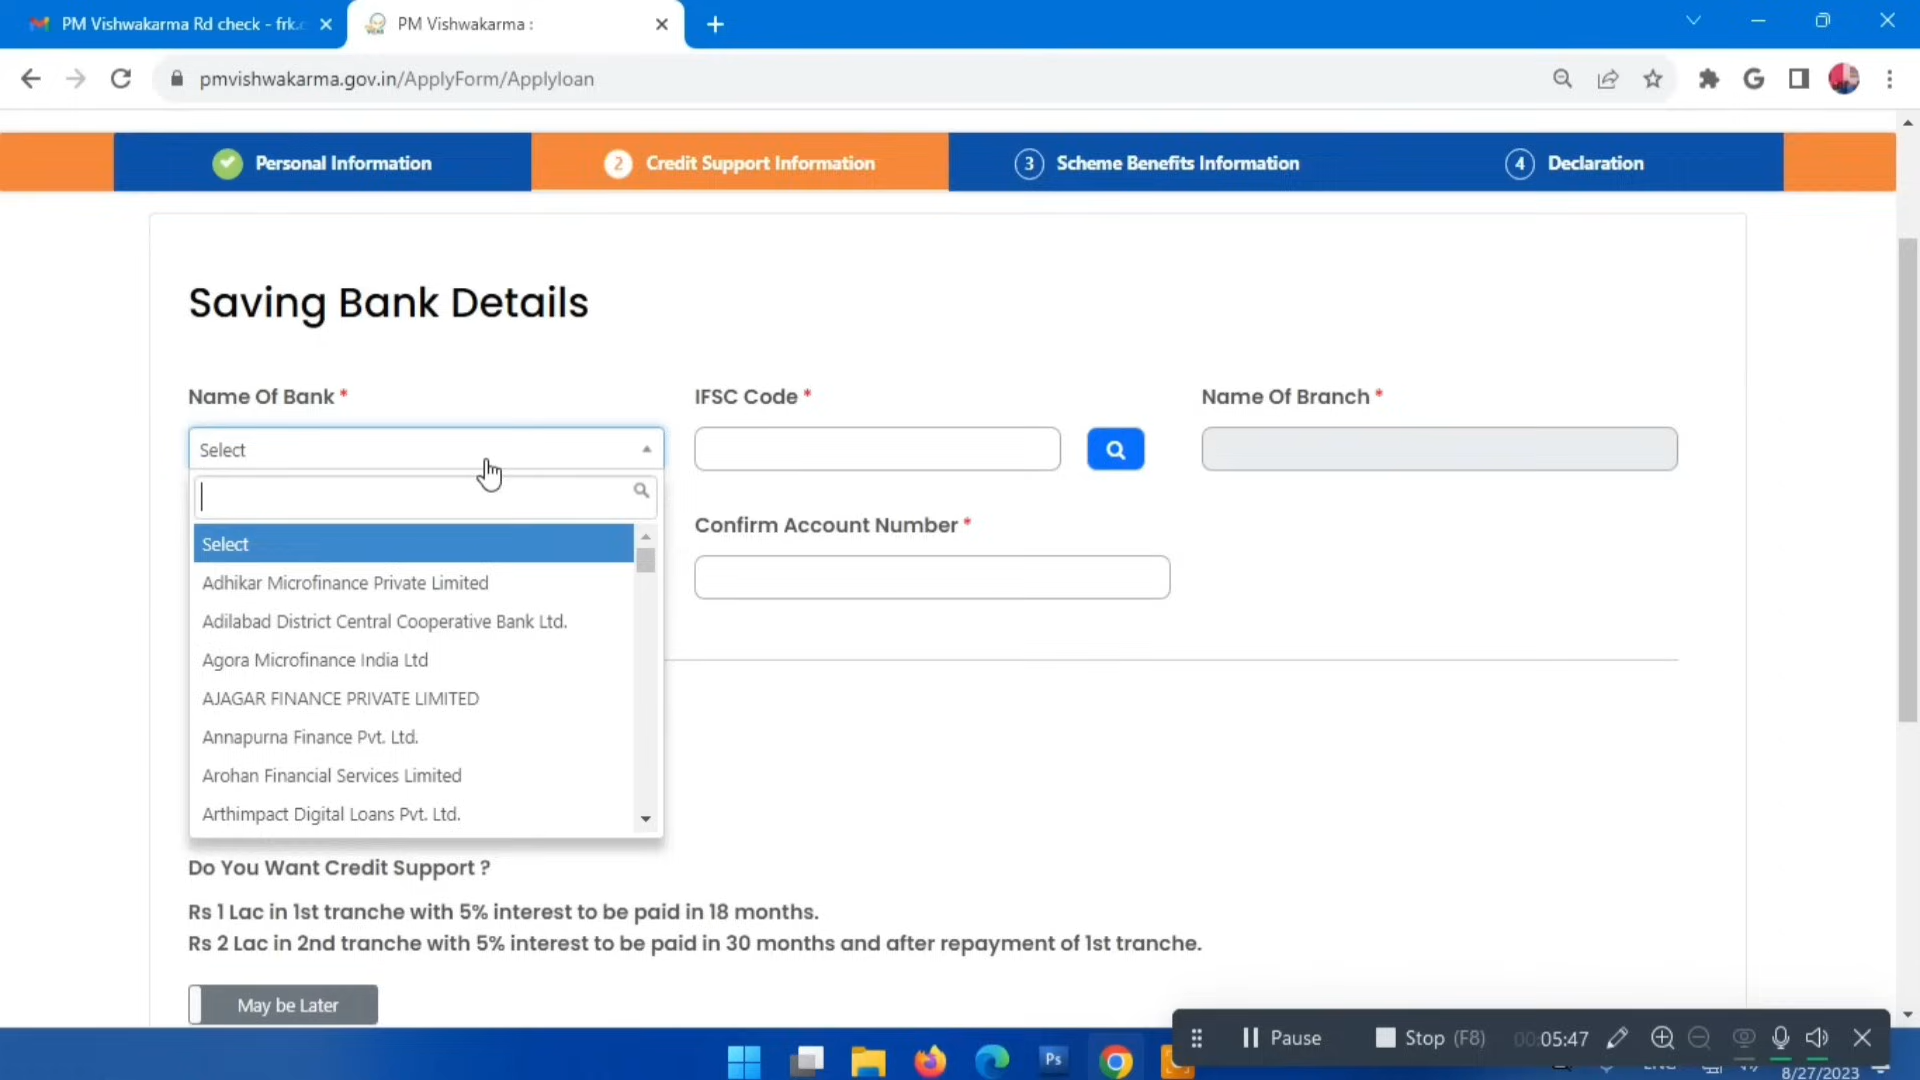 PM Vishwakarma Rd check - frk.
PM Vishwakarma :
pmvishwakarma.gov.in/ApplyForm/Applyloan
Personal Information
2 Credit Support Information
3 Scheme Benefits Information
4 Declaration
Saving Bank Details
Name Of Bank *
IFSC Code *
Name Of Branch *
Select
Confirm Account Number *
Select
Adhikar Microfinance Private Limited
Adilabad District Central Cooperative Bank Ltd.
Agora Microfinance India Ltd
AJAGAR FINANCE PRIVATE LIMITED
Annapurna Finance Pvt. Ltd.
Arohan Financial Services Limited
Arthimpact Digital Loans Pvt. Ltd.
Do You Want Credit Support ?
Rs 1 Lac in 1st tranche with 5% interest to be paid in 18 months.
Rs 2 Lac in 2nd tranche with 5% interest to be paid in 30 months and after repayment of 1st tranche.
May be Later
Pause
Stop (F8)
00:05:47
Ps
8/27/2023